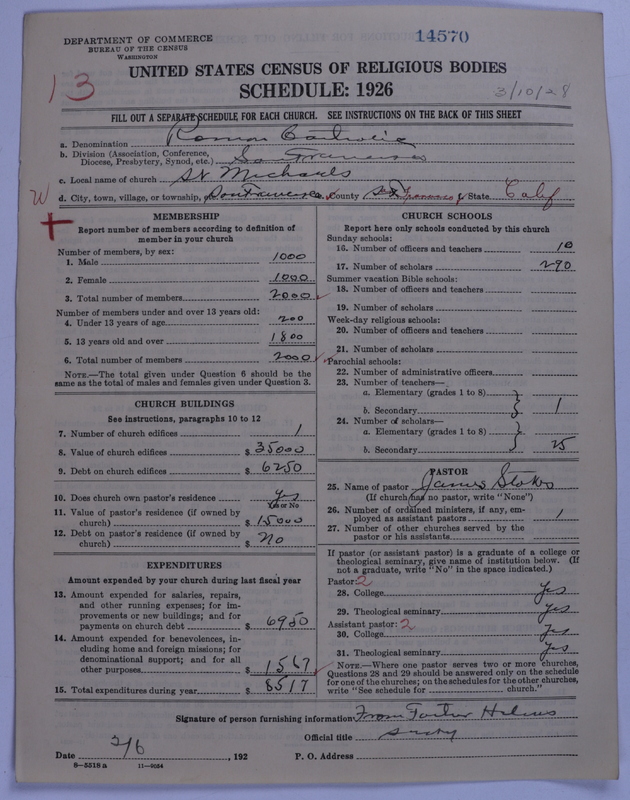 14570
DEPARTMENT OF COMMERCE
BUREAU OF THE CENSUS
WASHINGTON
13
UNITED STATES CENSUS OF RELIGIOUS BODIES
SCHEDULE: 1926
3/10/28
FILL OUT A SEPARATE SCHEDULE FOR EACH CHURCH. SEE INSTRUCTIONS ON THE BACK OF THIS SHEET
a. Denomination Roman Catholic
b. Division (Association, Conference,
Diocese, Presbytery, Synod, etc.) San Francisco
c. Local name of church St Michaels
d. City, town, village, or township, or San Francisco County San Francisco State Calif
W
MEMBERSHIP
Report number of members according to definition of
member in your church
Number of members, by sex:
1. Male 1000
2. Female 1000
3. Total number of members 2000
Number of members under and over 13 years old:
4. Under 13 years of age 200
5. 13 years old and over 1800
6. Total number of members 2000
NOTE.—The total given under Question 6 should be
same as the total of males and females given under Question 3.
CHURCH BUILDINGS
See instructions, paragraphs 10 to 12
7. Number of church edifices 1
8. Value of church edifices $ 35000
9. Debt on church edifices $ 6250
10. Does church own pastor's residence Yes
Yes or No
11. Value of pastor's residence (if owned by
church) $ 15000
12. Debt on pastor's residence (if owned by
church) $ No
EXPENDITURES
Amount expended by your church during last fiscal year
13. Amount expended for salaries, repairs,
and other running expenses; for im-
provements or new buildings; and for
payments on church debt $ 6950
14. Amount expended for benevolences, in-
cluding home and foreign missions; for
denominational support; and for all
other purposes $ 1567
15. Total expenditures during year $ 8517
CHURCH SCHOOLS
Report here only schools conducted by this church
Sunday schools:
16. Number of officers and teachers 10
17. Number of scholars 290
Summer vacation Bible schools:
18. Number of officers and teachers
19. Number of scholars
Week-day religious schools:
20. Number of officers and teachers
21. Number of scholars
Parochial schools:
22. Number of administrative officers
23. Number of teachers—
a. Elementary (grades 1 to 8)
b. Secondary 1
24. Number of scholars—
a. Elementary (grades 1 to 8)
b. Secondary 25
PASTOR
25. Name of pastor James Stokes
(If church has no pastor, write "None")
26. Number of ordained ministers, if any, em-
ployed as assistant pastors 1
27. Number of other churches served by the
pastor or his assistants
If pastor (or assistant pastor) is a graduate of a college or
theological seminary, give name of institution below. (If
not a graduate, write "No" in the space indicated.)
Pastor: 2
28. College Yes
29. Theological seminary Yes
Assistant pastor: 2
30. College Yes
31. Theological seminary Yes
NOTE.—Where one pastor serves two or more churches,
Questions 28 and 29 should be answered only on the schedule
for one of the churches; on the schedules for the other churches,
write "See schedule for church."
Signature of person furnishing information From Father
Official title
Date 2/6 , 192 P. O. Address
8—5518 a 11—9054